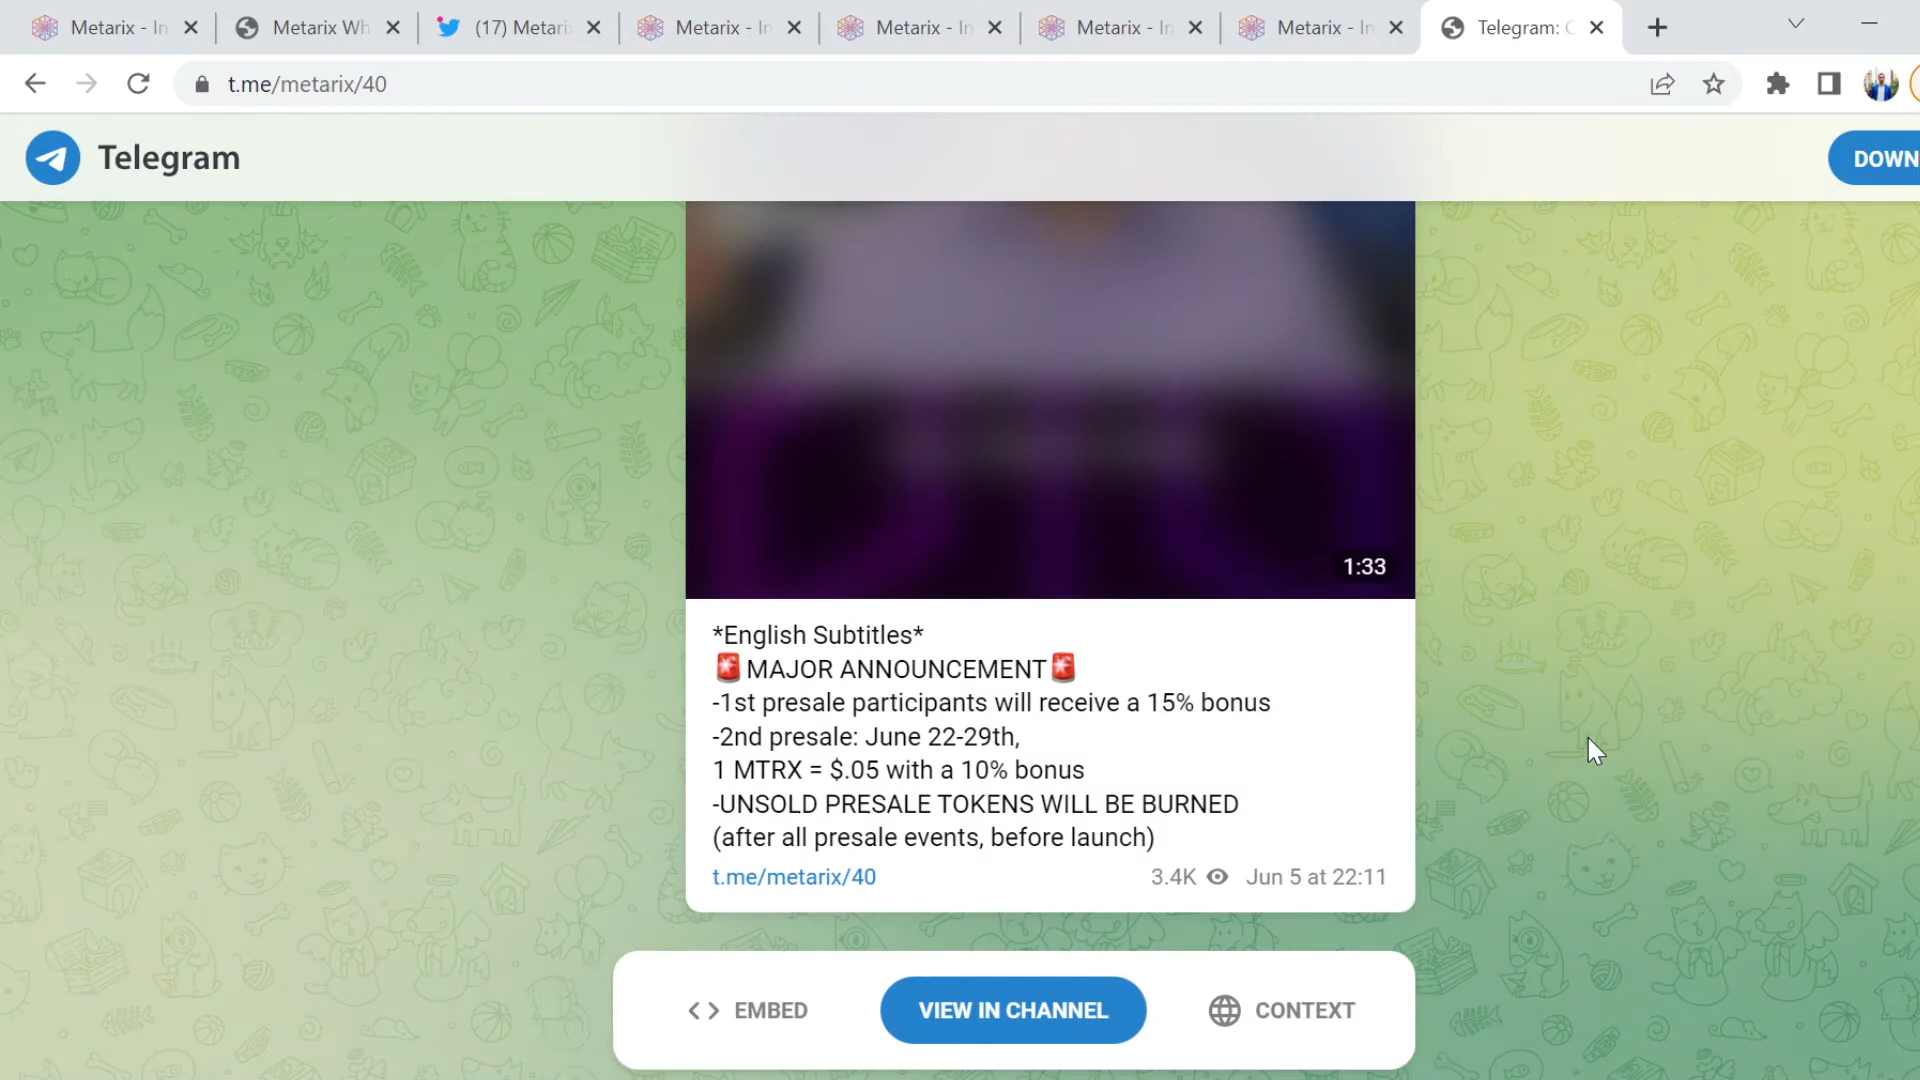 Metarix - In
Metarix Wh
(17) Metari
Metarix - In
Metarix - In
Metarix - In
Metarix - In
Telegram: C
t.me/metarix/40
Telegram
DOWN
1:33
*English Subtitles*
🚨MAJOR ANNOUNCEMENT🚨
-1st presale participants will receive a 15% bonus
-2nd presale: June 22-29th,
1 MTRX = $.05 with a 10% bonus
-UNSOLD PRESALE TOKENS WILL BE BURNED
(after all presale events, before launch)
t.me/metarix/40 3.4K Jun 5 at 22:11
EMBED VIEW IN CHANNEL CONTEXT